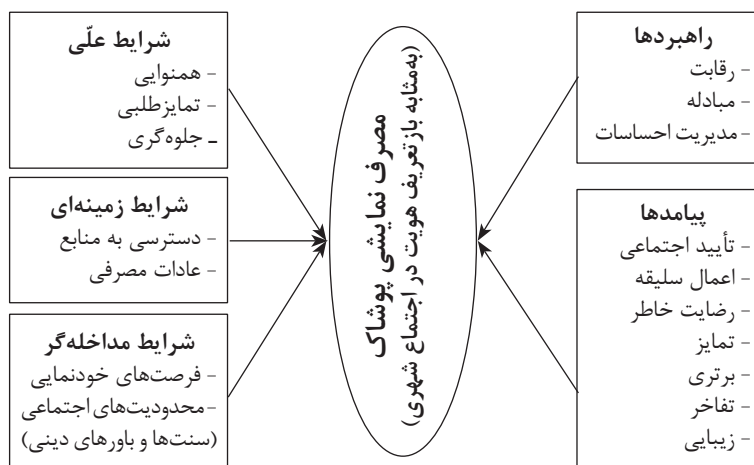 راهبردها
- رقابت
- مبادله
- مدیریت احساسات
پیامدها
- تأیید اجتماعی
- اعمال سلیقه
- رضایت خاطر
- تمایز
- برتری
- تفاخر
- زیبایی
مصرف نمایشی پوشاک
(به‌مثابه بازتعریف هویت در اجتماع شهری)
شرایط علّی
- همنوایی
- تمایزطلبی
ـ جلوه‌گری
شرایط زمینه‌ای
- دسترسی به منابع
- عادات مصرفی
شرایط مداخله‌گر
- فرصت‌های خودنمایی
- محدودیت‌های اجتماعی
(سنت‌ها و باورهای دینی)